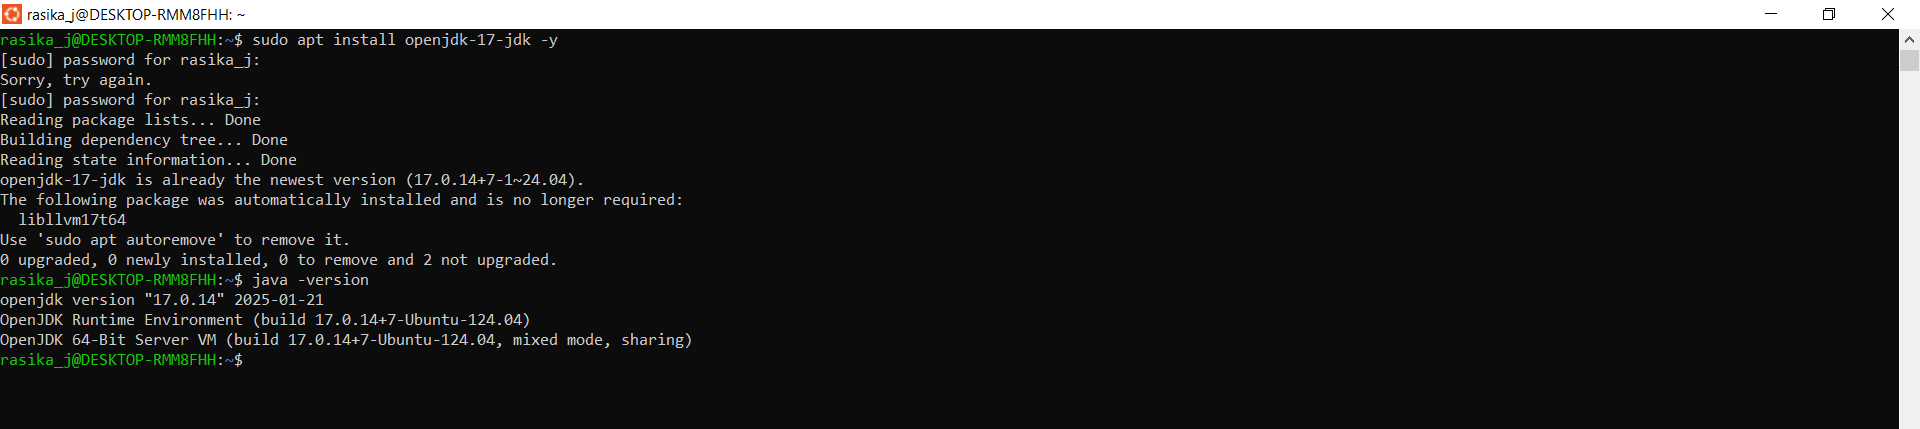 rasika_j@DESKTOP-RMM8FHH: ~
rasika_j@DESKTOP-RMM8FHH:~$ sudo apt install openjdk-17-jdk -y
[sudo] password for rasika_j:
Sorry, try again.
[sudo] password for rasika_j:
Reading package lists... Done
Building dependency tree... Done
Reading state information... Done
openjdk-17-jdk is already the newest version (17.0.14+7-1~24.04).
The following package was automatically installed and is no longer required:
  libllvm17t64
Use 'sudo apt autoremove' to remove it.
0 upgraded, 0 newly installed, 0 to remove and 2 not upgraded.
rasika_j@DESKTOP-RMM8FHH:~$ java -version
openjdk version "17.0.14" 2025-01-21
OpenJDK Runtime Environment (build 17.0.14+7-Ubuntu-124.04)
OpenJDK 64-Bit Server VM (build 17.0.14+7-Ubuntu-124.04, mixed mode, sharing)
rasika_j@DESKTOP-RMM8FHH:~$